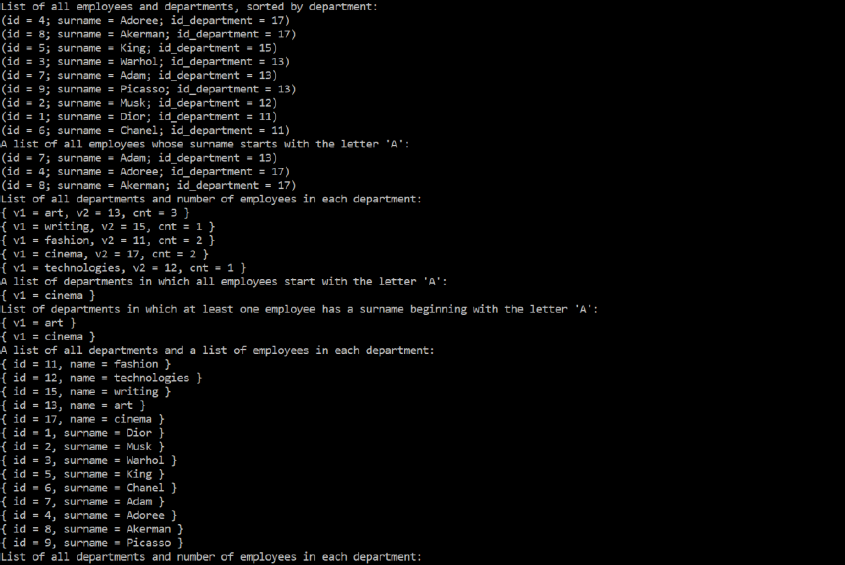 List of all employees and departments, sorted by department:
(id = 4; surname = Adoree; id_department = 17)
(id = 8; surname = Akerman; id_department = 17)
(id = 5; surname = King; id_department = 15)
(id = 3; surname = Warhol; id_department = 13)
(id = 7; surname = Adam; id_department = 13)
(id = 9; surname = Picasso; id_department = 13)
(id = 2; surname = Musk; id_department = 12)
(id = 1; surname = Dior; id_department = 11)
(id = 6; surname = Chanel; id_department = 11)
A list of all employees whose surname starts with the letter 'A':
(id = 7; surname = Adam; id_department = 13)
(id = 4; surname = Adoree; id_department = 17)
(id = 8; surname = Akerman; id_department = 17)
List of all departments and number of employees in each department:
{ v1 = art, v2 = 13, cnt = 3 }
{ v1 = writing, v2 = 15, cnt = 1 }
{ v1 = fashion, v2 = 11, cnt = 2 }
{ v1 = cinema, v2 = 17, cnt = 2 }
{ v1 = technologies, v2 = 12, cnt = 1 }
A list of departments in which all employees start with the letter 'A':
{ v1 = cinema }
List of departments in which at least one employee has a surname beginning with the letter 'A':
{ v1 = art }
{ v1 = cinema }
A list of all departments and a list of employees in each department:
{ id = 11, name = fashion }
{ id = 12, name = technologies }
{ id = 15, name = writing }
{ id = 13, name = art }
{ id = 17, name = cinema }
{ id = 1, surname = Dior }
{ id = 2, surname = Musk }
{ id = 3, surname = Warhol }
{ id = 5, surname = King }
{ id = 6, surname = Chanel }
{ id = 7, surname = Adam }
{ id = 4, surname = Adoree }
{ id = 8, surname = Akerman }
{ id = 9, surname = Picasso }
List of all departments and number of employees in each department: